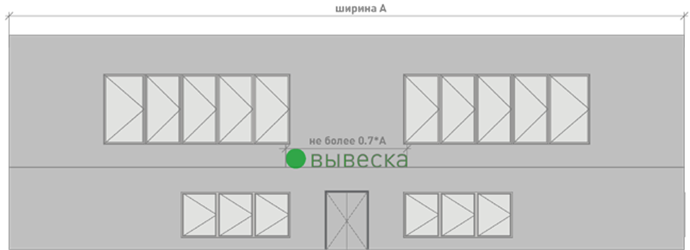 ширина А
не более 0.7*А
вывеска